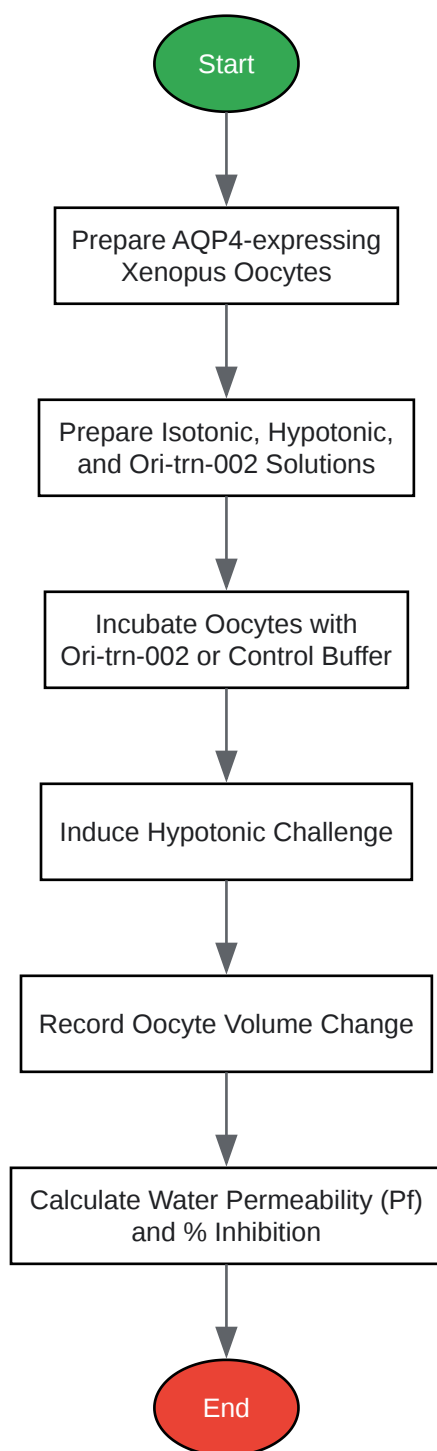 Start
Prepare AQP4-expressing
Xenopus Oocytes
Prepare Isotonic, Hypotonic,
and Ori-trn-002 Solutions
Incubate Oocytes with
Ori-trn-002 or Control Buffer
Induce Hypotonic Challenge
Record Oocyte Volume Change
Calculate Water Permeability (Pf)
and % Inhibition
End